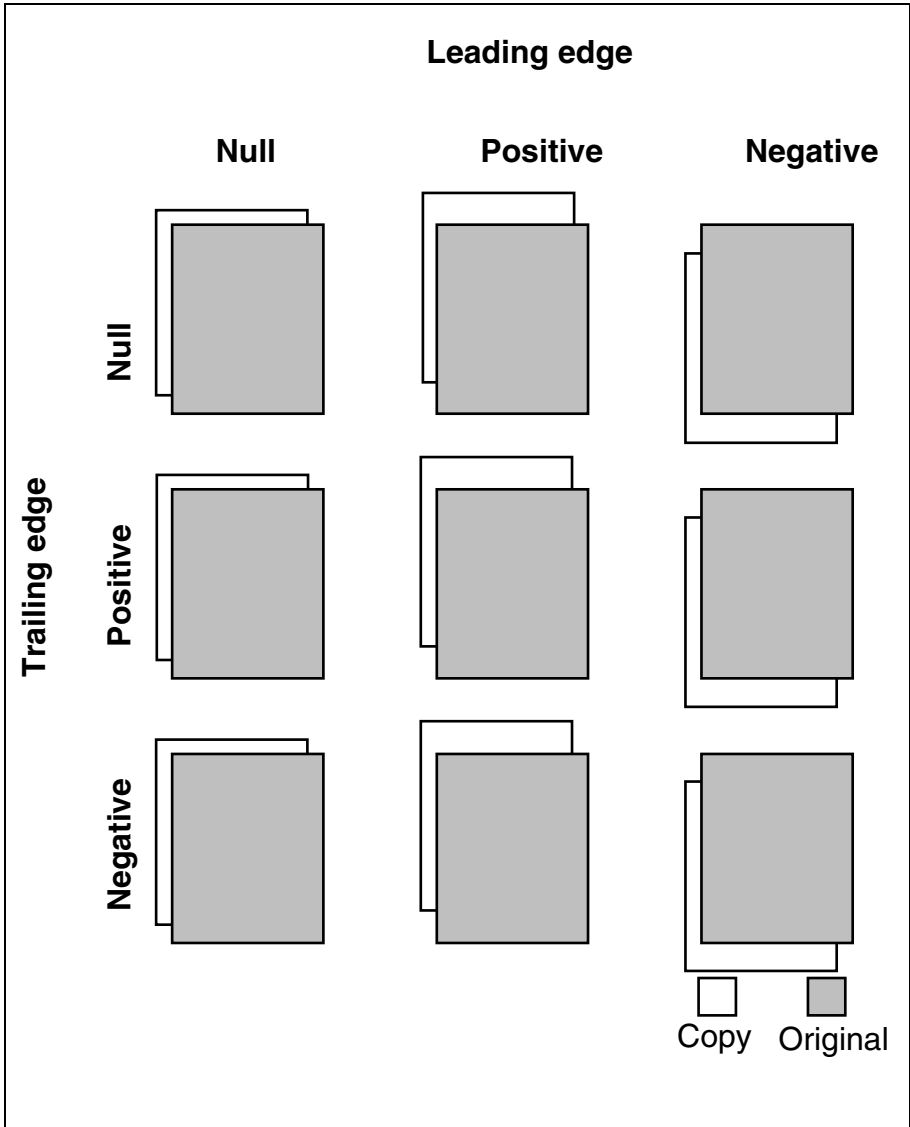 Leading edge
Null Positive Negative
Trailing edge
Null
Positive
Negative
Copy Original